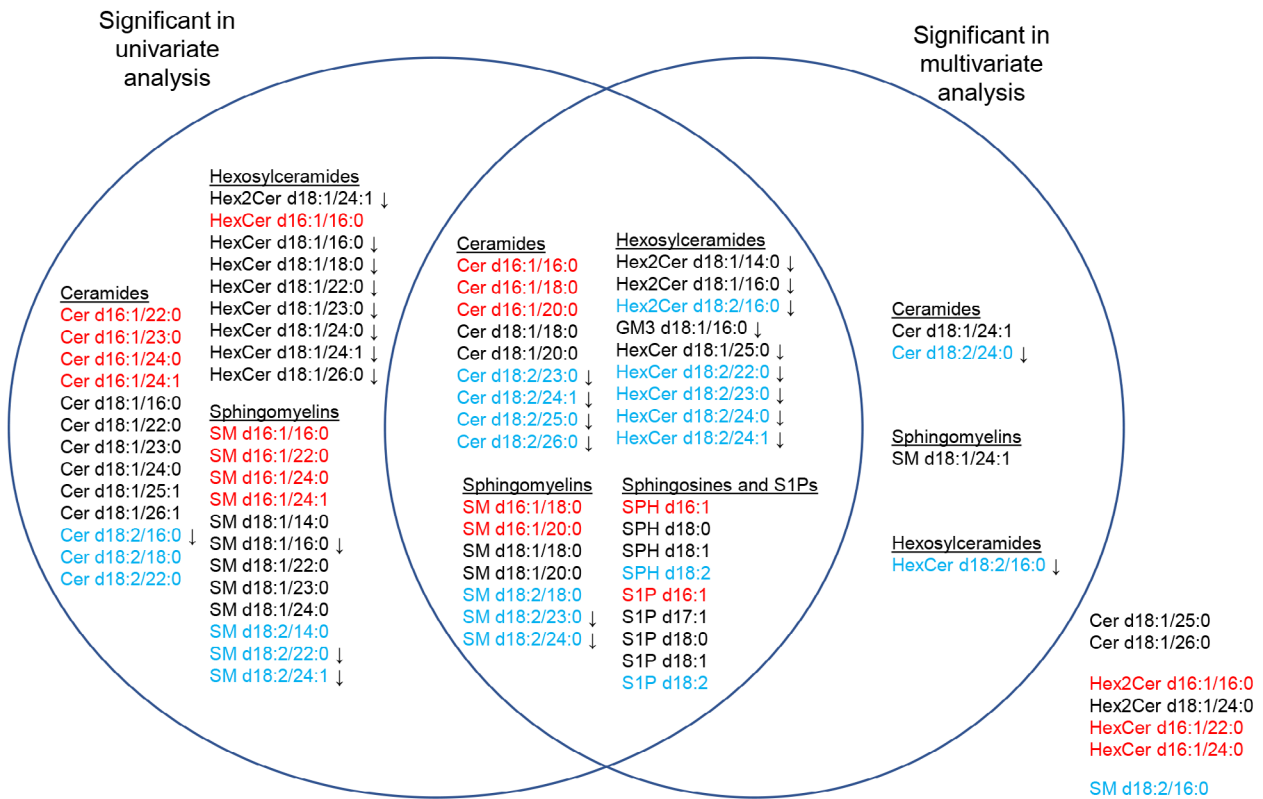 Significant in
univariate
analysis
Significant in
multivariate
analysis
Ceramides
Cer d16:1/22:0
Cer d16:1/23:0
Cer d16:1/24:0
Cer d16:1/24:1
Cer d18:1/16:0
Cer d18:1/22:0
Cer d18:1/23:0
Cer d18:1/24:0
Cer d18:1/25:1
Cer d18:1/26:1
Cer d18:2/16:0 ↓
Cer d18:2/18:0
Cer d18:2/22:0
Hexosylceramides
Hex2Cer d18:1/24:1 ↓
HexCer d16:1/16:0
HexCer d18:1/16:0 ↓
HexCer d18:1/18:0 ↓
HexCer d18:1/22:0 ↓
HexCer d18:1/23:0 ↓
HexCer d18:1/24:0 ↓
HexCer d18:1/24:1 ↓
HexCer d18:1/26:0 ↓
Sphingomyelins
SM d16:1/16:0
SM d16:1/22:0
SM d16:1/24:0
SM d16:1/24:1
SM d18:1/14:0
SM d18:1/16:0 ↓
SM d18:1/22:0
SM d18:1/23:0
SM d18:1/24:0
SM d18:2/14:0
SM d18:2/22:0 ↓
SM d18:2/24:1 ↓
Ceramides
Cer d16:1/16:0
Cer d16:1/18:0
Cer d16:1/20:0
Cer d18:1/18:0
Cer d18:1/20:0
Cer d18:2/23:0 ↓
Cer d18:2/24:1 ↓
Cer d18:2/25:0 ↓
Cer d18:2/26:0 ↓
Hexosylceramides
Hex2Cer d18:1/14:0 ↓
Hex2Cer d18:1/16:0 ↓
Hex2Cer d18:2/16:0 ↓
GM3 d18:1/16:0 ↓
HexCer d18:1/25:0 ↓
HexCer d18:2/22:0 ↓
HexCer d18:2/23:0 ↓
HexCer d18:2/24:0 ↓
HexCer d18:2/24:1 ↓
Sphingomyelins
SM d16:1/18:0
SM d16:1/20:0
SM d18:1/18:0
SM d18:1/20:0
SM d18:2/18:0
SM d18:2/23:0 ↓
SM d18:2/24:0 ↓
Sphingosines and S1Ps
SPH d16:1
SPH d18:0
SPH d18:1
SPH d18:2
S1P d16:1
S1P d17:1
S1P d18:0
S1P d18:1
S1P d18:2
Ceramides
Cer d18:1/24:1
Cer d18:2/24:0 ↓
Sphingomyelins
SM d18:1/24:1
Hexosylceramides
HexCer d18:2/16:0 ↓
Cer d18:1/25:0
Cer d18:1/26:0
Hex2Cer d16:1/16:0
Hex2Cer d18:1/24:0
HexCer d16:1/22:0
HexCer d16:1/24:0
SM d18:2/16:0